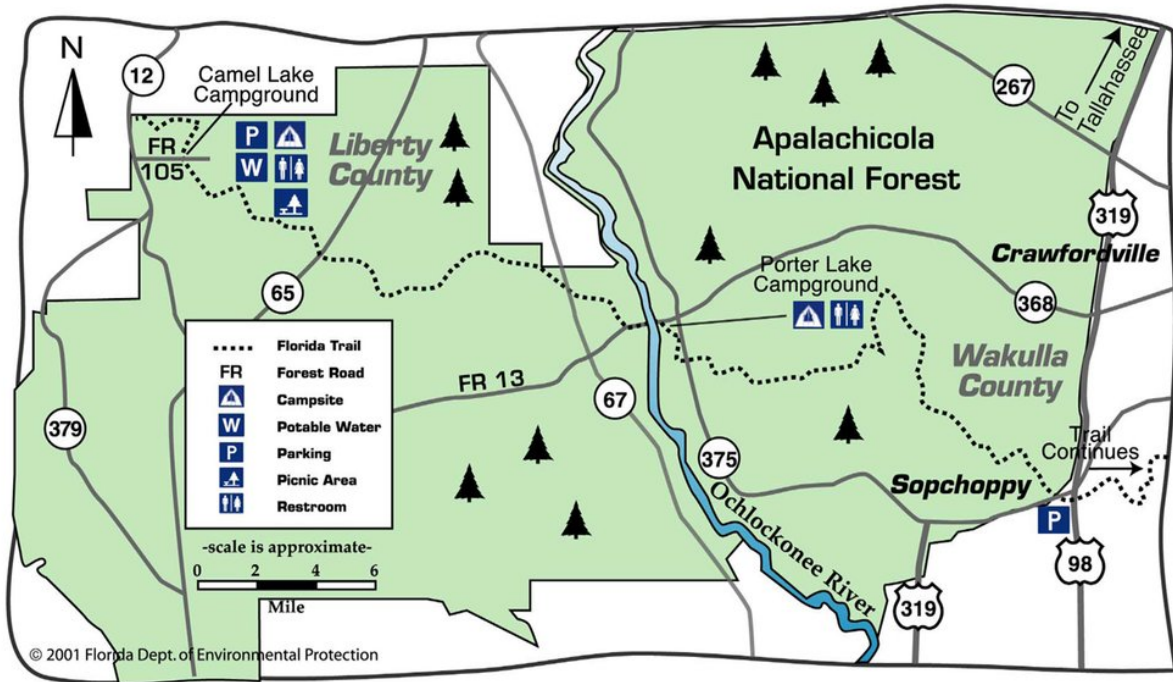 N
12
Camel Lake
Campground
FR
105
P
W
Liberty
County
65
379
Florida Trail
FR Forest Road
Campsite
W Potable Water
P Parking
Picnic Area
Restroom
-scale is approximate-
0 2 4 6
Mile
© 2001 Florida Dept. of Environmental Protection
FR 13
67
375
Ochlockonee River
Apalachicola
National Forest
267
To
Tallahassee
319
Crawfordville
Porter Lake
Campground
368
Wakulla
County
Trail
Continues
Sopchoppy
P
98
319